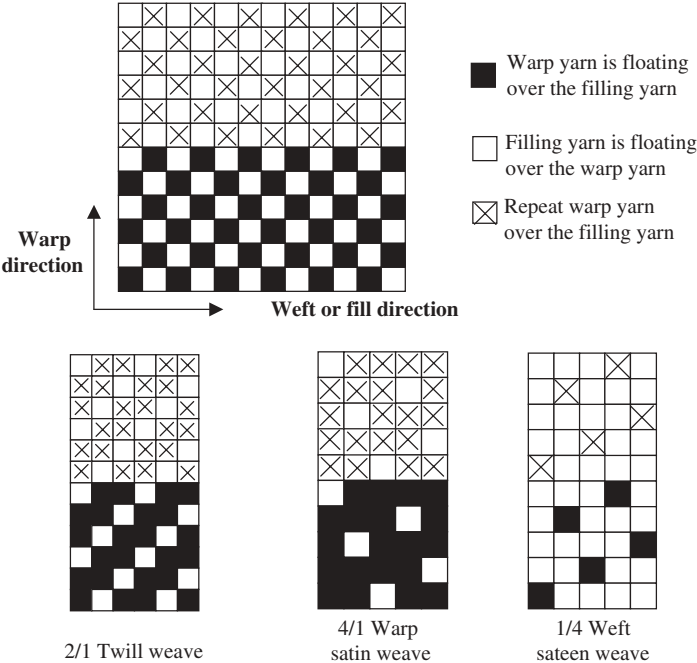 Warp yarn is floating
over the filling yarn
Filling yarn is floating
over the warp yarn
Repeat warp yarn
over the filling yarn
Warp
direction
Weft or fill direction
2/1 Twill weave
4/1 Warp
satin weave
1/4 Weft
sateen weave